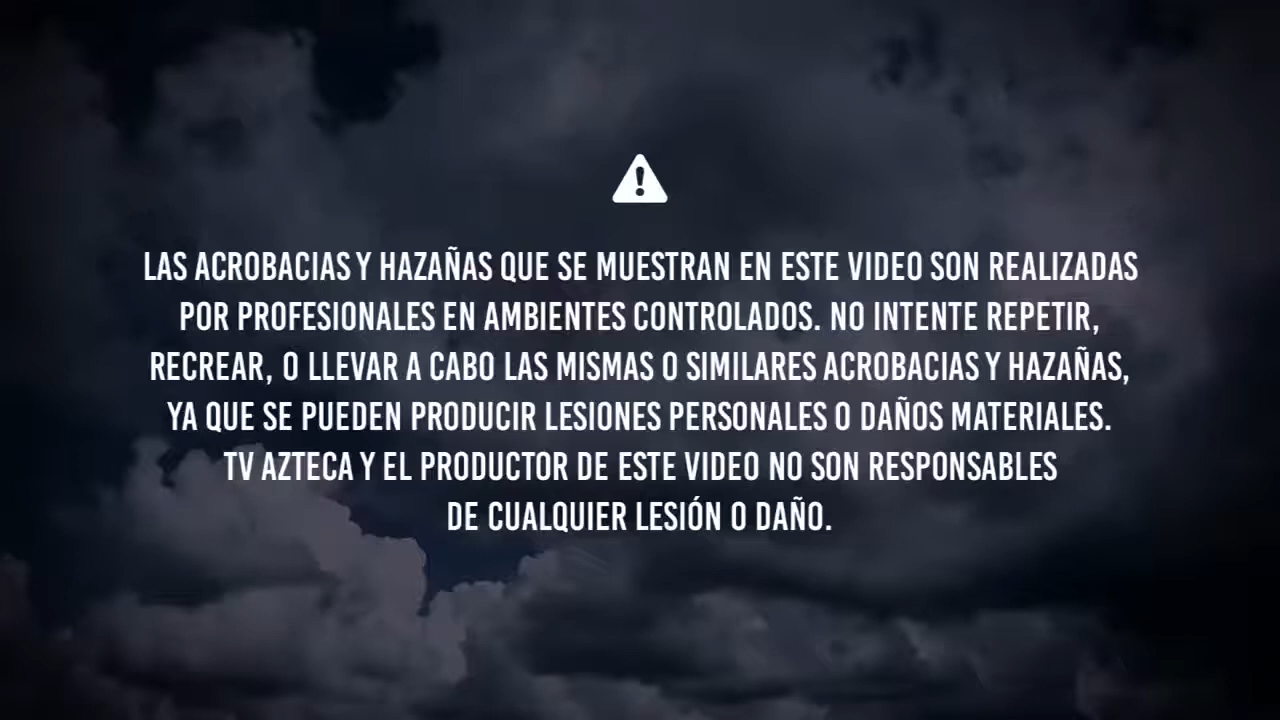 LAS ACROBACIAS Y HAZAÑAS QUE SE MUESTRAN EN ESTE VIDEO SON REALIZADAS
POR PROFESIONALES EN AMBIENTES CONTROLADOS. NO INTENTE REPETIR,
RECREAR, O LLEVAR A CABO LAS MISMAS O SIMILARES ACROBACIAS Y HAZAÑAS,
YA QUE SE PUEDEN PRODUCIR LESIONES PERSONALES O DAÑOS MATERIALES.
TV AZTECA Y EL PRODUCTOR DE ESTE VIDEO NO SON RESPONSABLES
DE CUALQUIER LESIÓN O DAÑO.